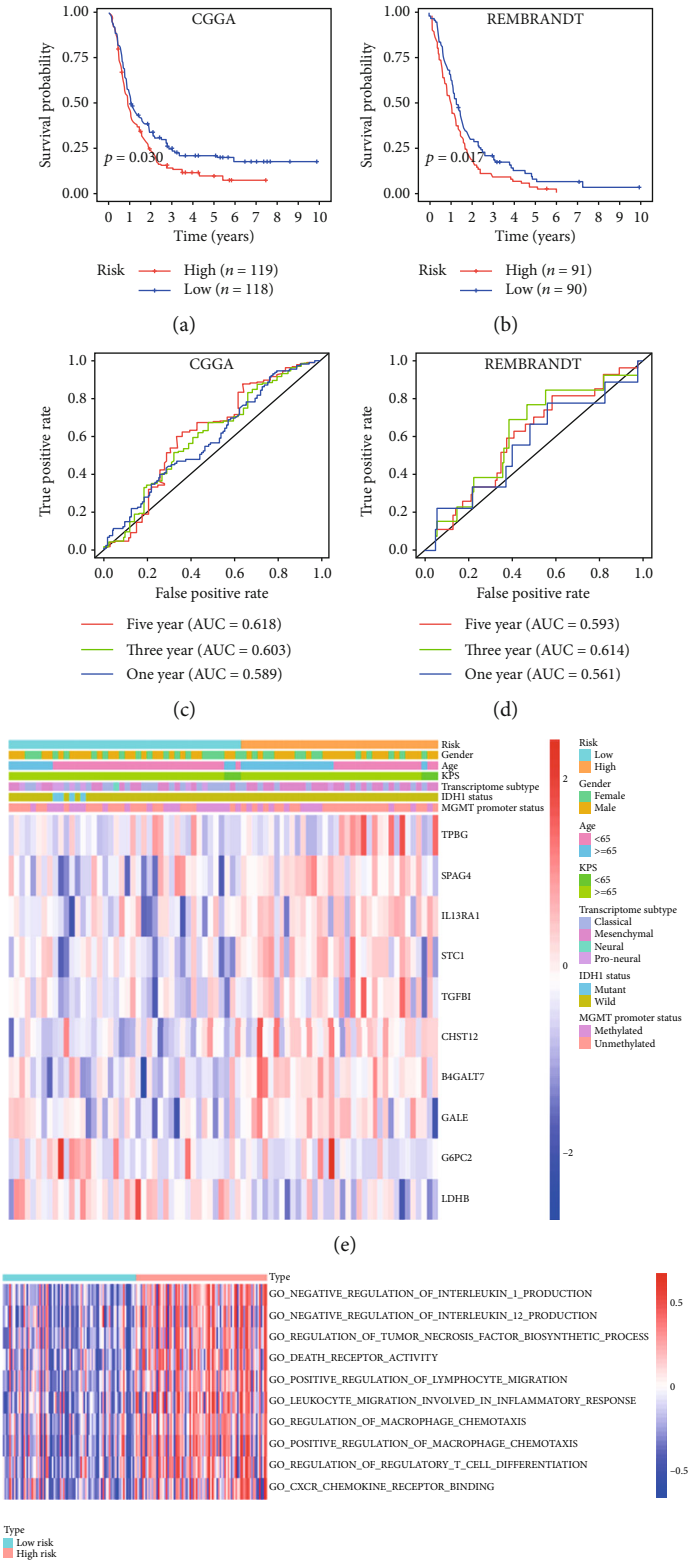 CGGA
Survival probability
1.00
0.75
0.50
0.25
0.00
p = 0.030
0 1 2 3 4 5 6 7 8 9 10
Time (years)
Risk
High (n = 119)
Low (n = 118)
(a)
REMBRANDT
Survival probability
1.00
0.75
0.50
0.25
0.00
p = 0.017
0 1 2 3 4 5 6 7 8 9 10
Time (years)
Risk
High (n = 91)
Low (n = 90)
(b)
CGGA
True positive rate
1.0
0.8
0.6
0.4
0.2
0.0
0.0 0.2 0.4 0.6 0.8 1.0
False positive rate
Five year (AUC = 0.618)
Three year (AUC = 0.603)
One year (AUC = 0.589)
(c)
REMBRANDT
True positive rate
1.0
0.8
0.6
0.4
0.2
0.0
0.0 0.2 0.4 0.6 0.8 1.0
False positive rate
Five year (AUC = 0.593)
Three year (AUC = 0.614)
One year (AUC = 0.561)
(d)
Risk
Gender
Age
KPS
Transcriptome subtype
IDH1 status
MGMT promoter status
TPBG
SPAG4
IL13RA1
STC1
TGFBI
CHST12
B4GALT7
GALE
G6PC2
LDHB
2
0
−2
Risk
Low
High
Gender
Female
Male
Age
<65
>=65
KPS
<65
>=65
Transcriptome subtype
Classical
Mesenchymal
Neural
Pro-neural
IDH1 status
Mutant
Wild
MGMT promoter status
Methylated
Unmethylated
(e)
Type
GO_NEGATIVE_REGULATION_OF_INTERLEUKIN_1_PRODUCTION
GO_NEGATIVE_REGULATION_OF_INTERLEUKIN_12_PRODUCTION
GO_REGULATION_OF_TUMOR_NECROSIS_FACTOR_BIOSYNTHETIC_PROCESS
GO_DEATH_RECEPTOR_ACTIVITY
GO_POSITIVE_REGULATION_OF_LYMPHOCYTE_MIGRATION
GO_LEUKOCYTE_MIGRATION_INVOLVED_IN_INFLAMMATORY_RESPONSE
GO_REGULATION_OF_MACROPHAGE_CHEMOTAXIS
GO_POSITIVE_REGULATION_OF_MACROPHAGE_CHEMOTAXIS
GO_REGULATION_OF_REGULATORY_T_CELL_DIFFERENTIATION
GO_CXCR_CHEMOKINE_RECEPTOR_BINDING
0.5
0
−0.5
Type
Low risk
High risk